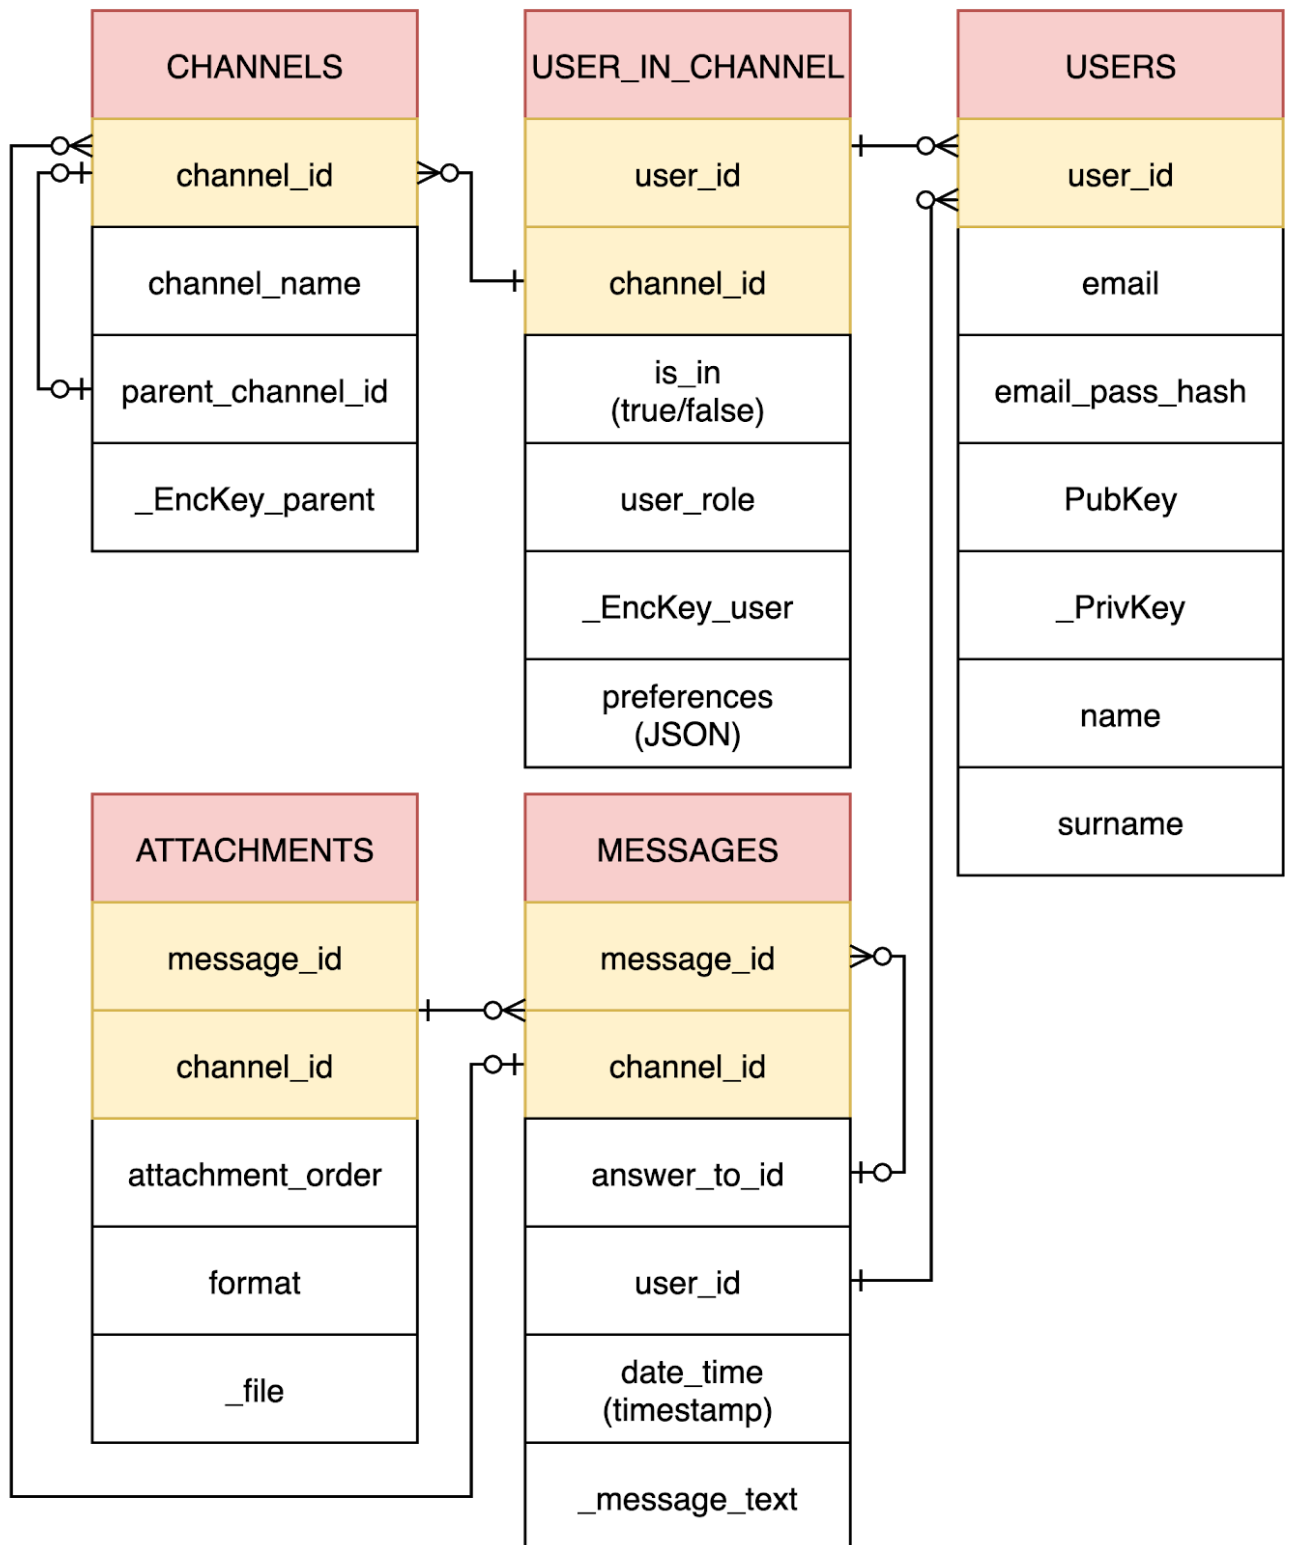 CHANNELS
channel_id
channel_name
parent_channel_id
_EncKey_parent
USER_IN_CHANNEL
user_id
channel_id
is_in
(true/false)
user_role
_EncKey_user
preferences
(JSON)
USERS
user_id
email
email_pass_hash
PubKey
_PrivKey
name
surname
ATTACHMENTS
message_id
channel_id
attachment_order
format
_file
MESSAGES
message_id
channel_id
answer_to_id
user_id
date_time
(timestamp)
_message_text